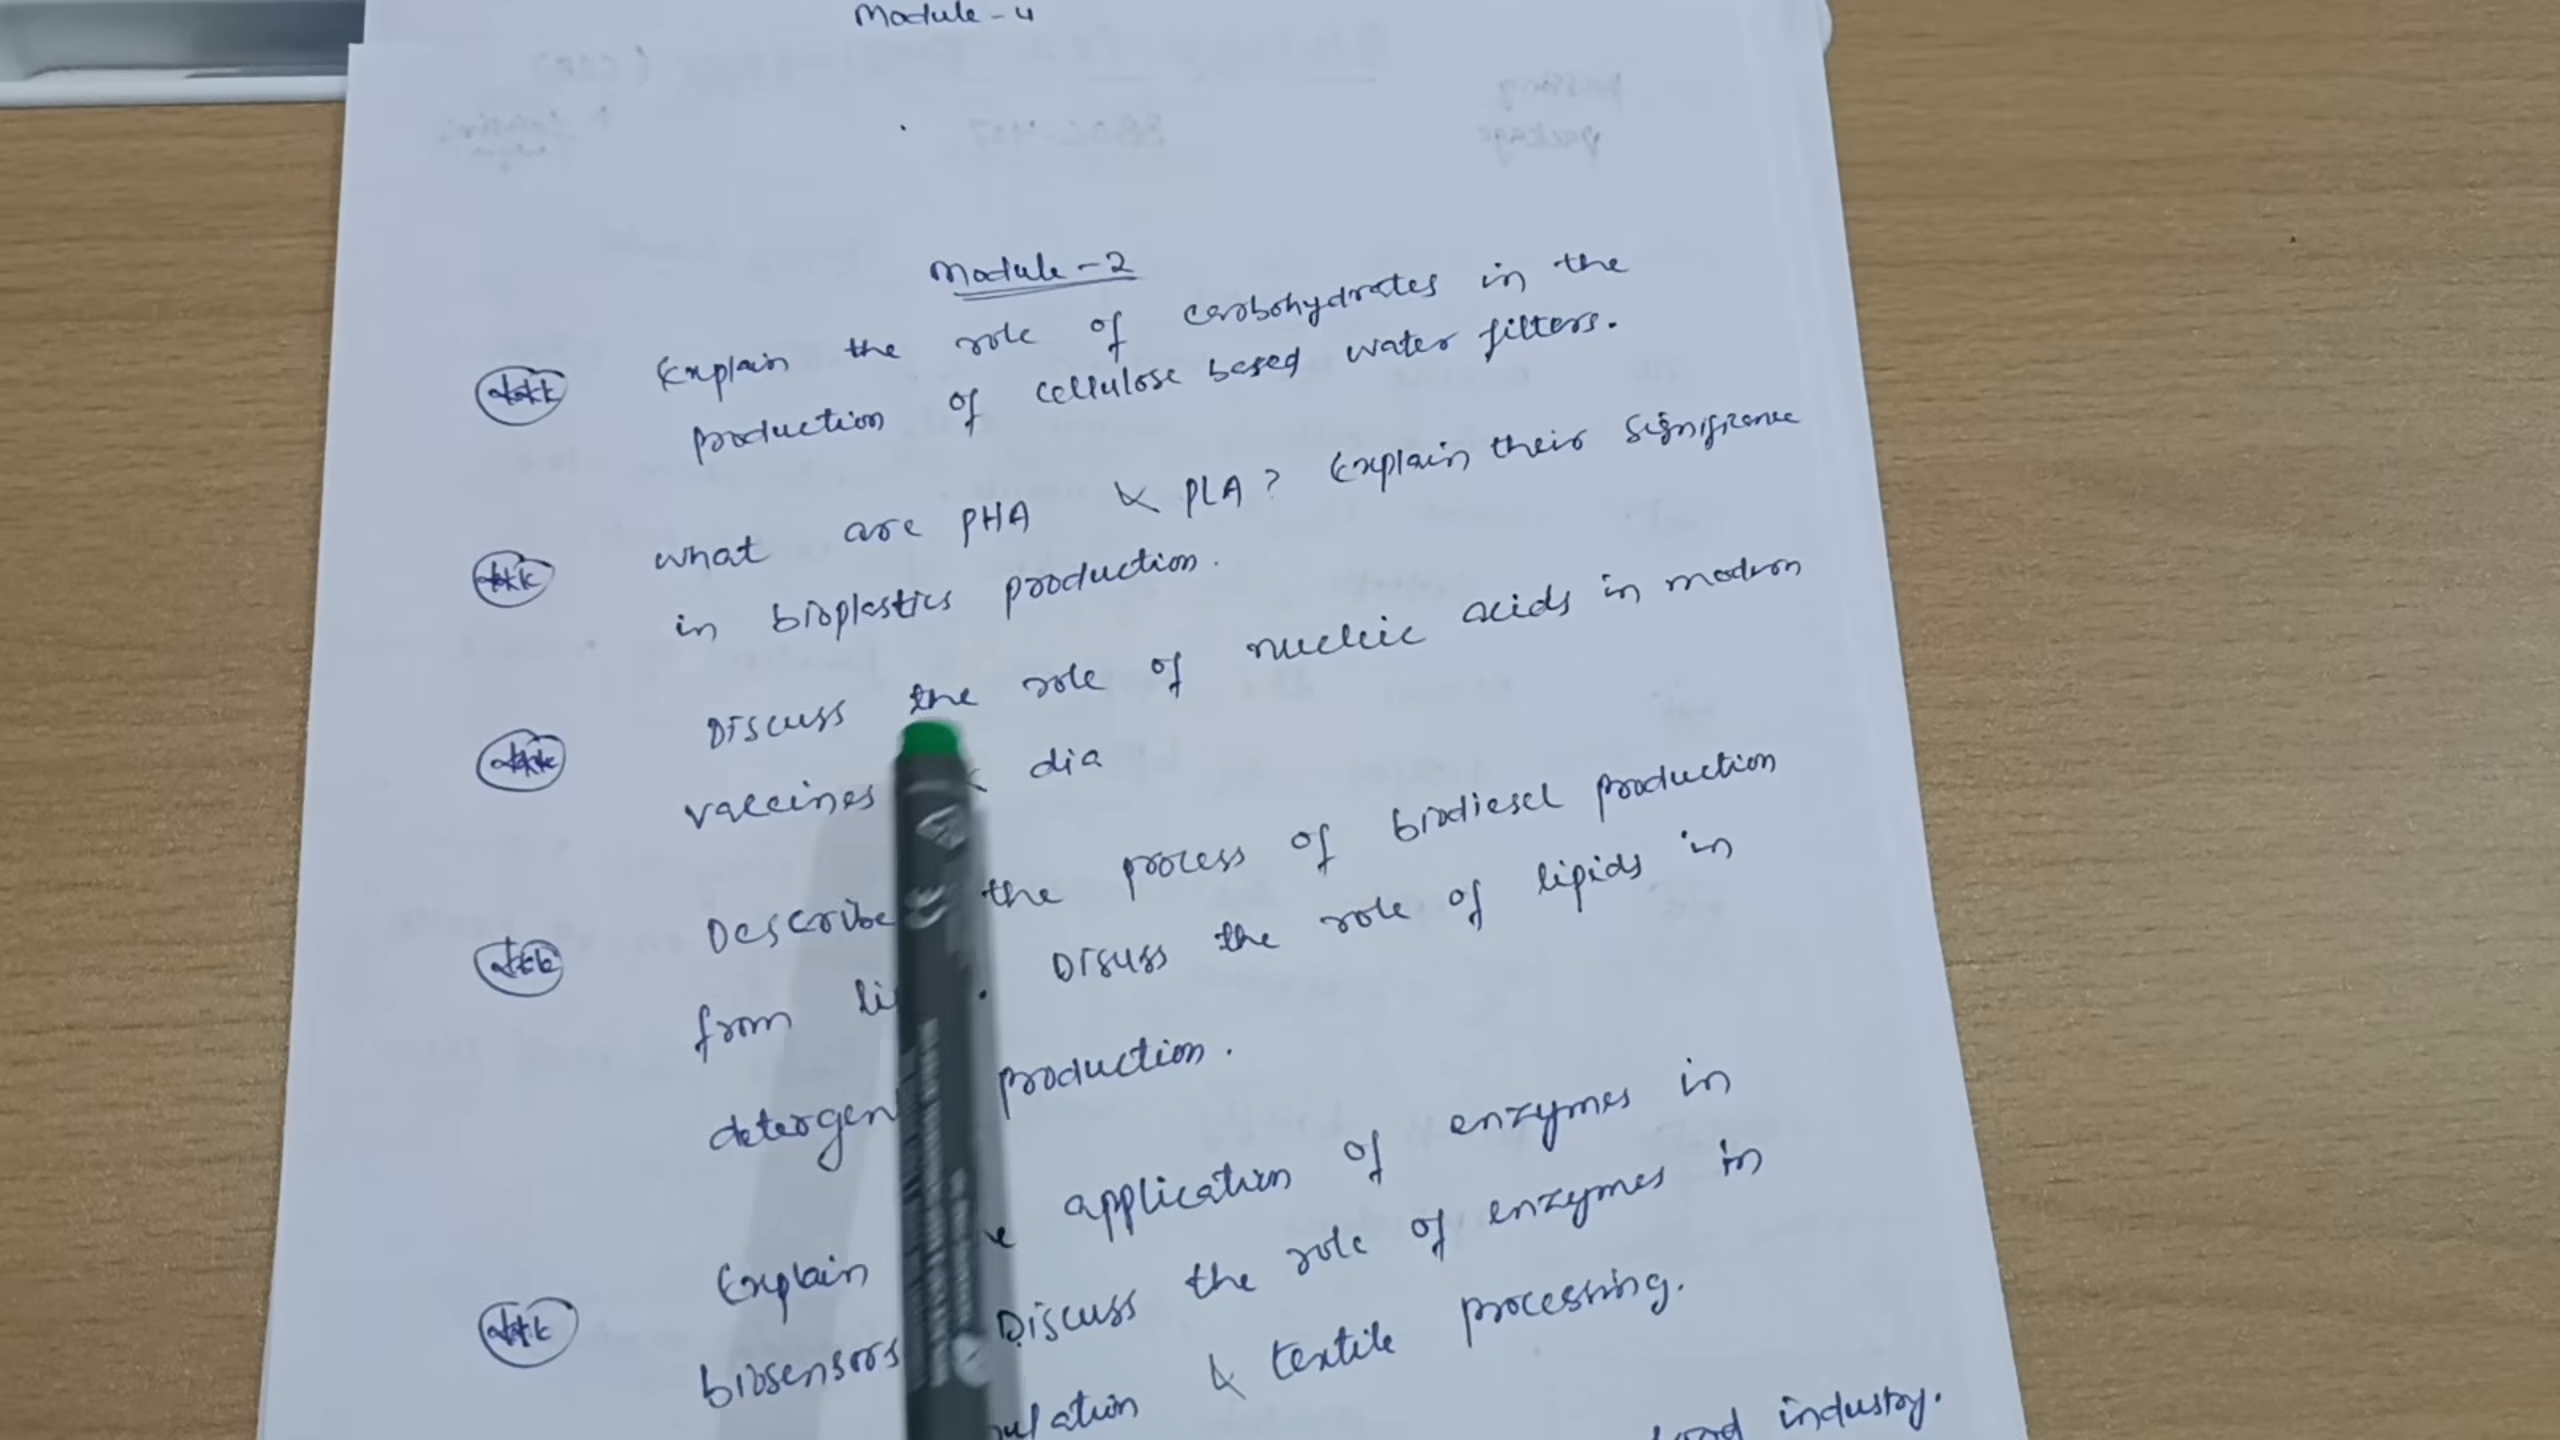 Module - 4
Module - 2
Explain the role of carbohydrates in the
production of cellulose based water filters.
what are PHA & PLA? Explain their significance
in bioplastics production.
Discuss the role of nucleic acids in modron
vaccines dia
Describe the process of biodiesel production
from Discuss the role of lipids in
production.
Explain application of enzymes in
biosensors Discuss the role of enzymes in
& textile processing.
industry.